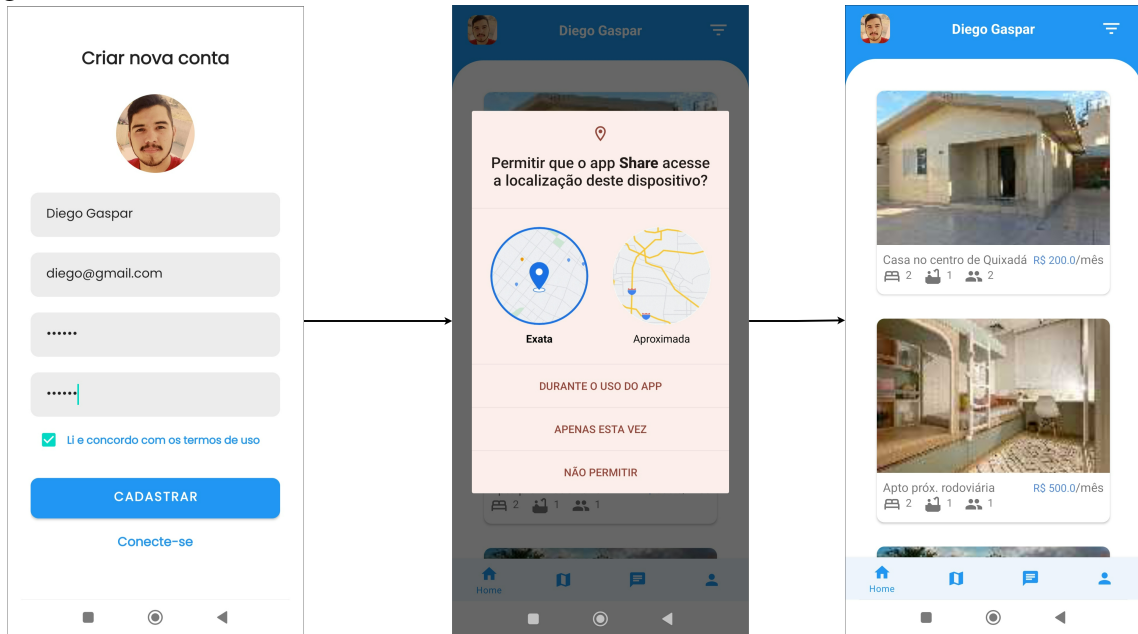 Criar nova conta
Diego Gaspar
diego@gmail.com
••••••
••••••
Li e concordo com os termos de uso
CADASTRAR
Conecte-se
Diego Gaspar
Permitir que o app Share acesse
a localização deste dispositivo?
Exata
Aproximada
DURANTE O USO DO APP
APENAS ESTA VEZ
NÃO PERMITIR
2 1 1
Home
Diego Gaspar
Casa no centro de Quixadá R$ 200.0/mês
2 1 2
Apto próx. rodoviária R$ 500.0/mês
2 1 1
Home